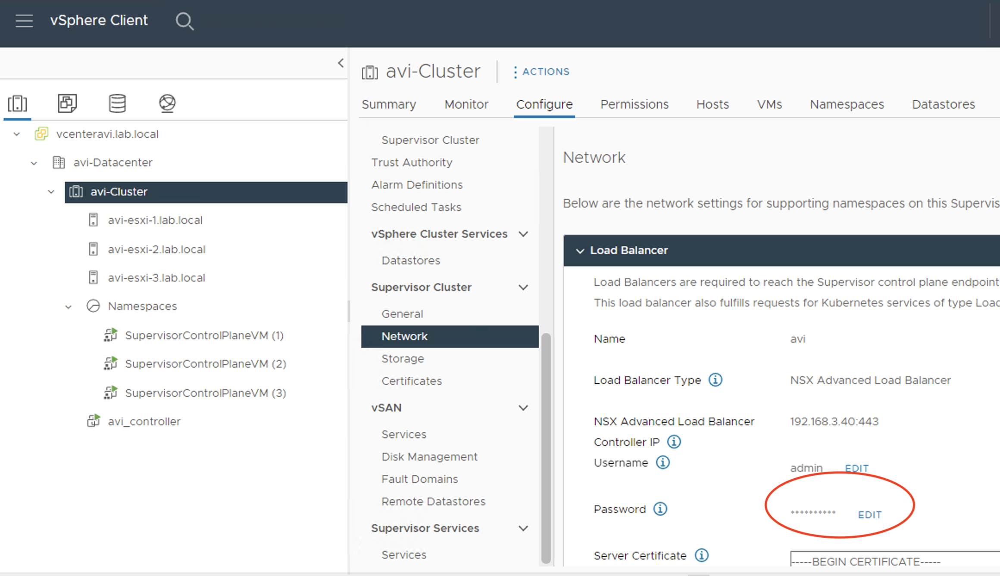 vSphere Client
avi-Cluster
ACTIONS
Summary Monitor Configure Permissions Hosts VMs Namespaces Datastores
vcenteravi.lab.local
avi-Datacenter
avi-Cluster
avi-esxi-1.lab.local
avi-esxi-2.lab.local
avi-esxi-3.lab.local
Namespaces
SupervisorControlPlaneVM (1)
SupervisorControlPlaneVM (2)
SupervisorControlPlaneVM (3)
avi_controller
Supervisor Cluster
Trust Authority
Alarm Definitions
Scheduled Tasks
vSphere Cluster Services
Datastores
Supervisor Cluster
General
Network
Storage
Certificates
vSAN
Services
Disk Management
Fault Domains
Remote Datastores
Supervisor Services
Services
Network
Below are the network settings for supporting namespaces on this Supervis
Load Balancer
Load Balancers are required to reach the Supervisor control plane endpoint
This load balancer also fulfills requests for Kubernetes services of type Load
Name avi
Load Balancer Type NSX Advanced Load Balancer
NSX Advanced Load Balancer 192.168.3.40:443
Controller IP
Username admin EDIT
Password ********** EDIT
Server Certificate -----BEGIN CERTIFICATE-----